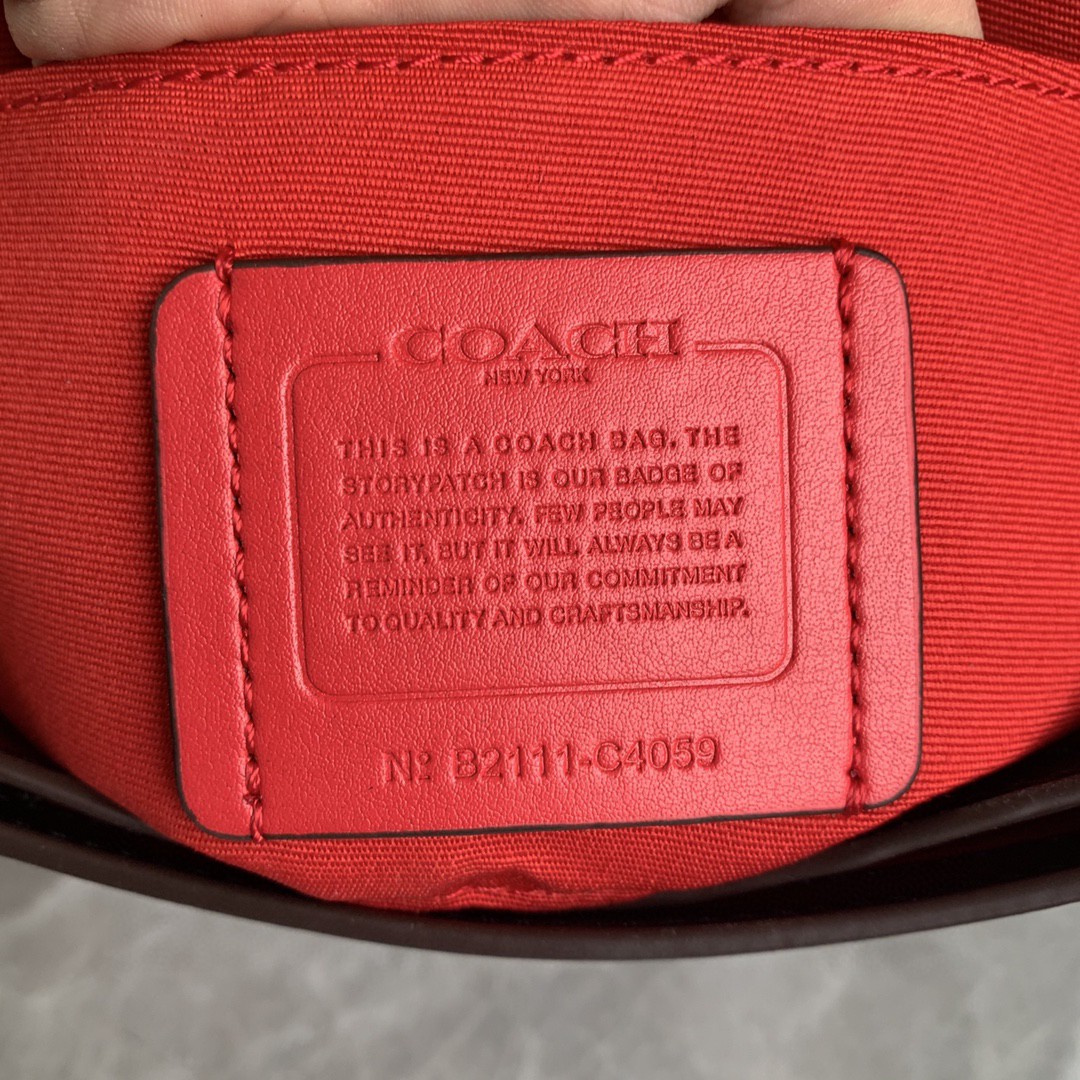 COACH
NEW YORK
THIS IS A COACH BAG. THE
STORYPATCH IS OUR BADGE OF
AUTHENTICITY. FEW PEOPLE MAY
SEE IT, BUT IT WILL ALWAYS BE A
REMINDER OF OUR COMMITMENT
TO QUALITY AND CRAFTSMANSHIP.
Nº B2111-C4059